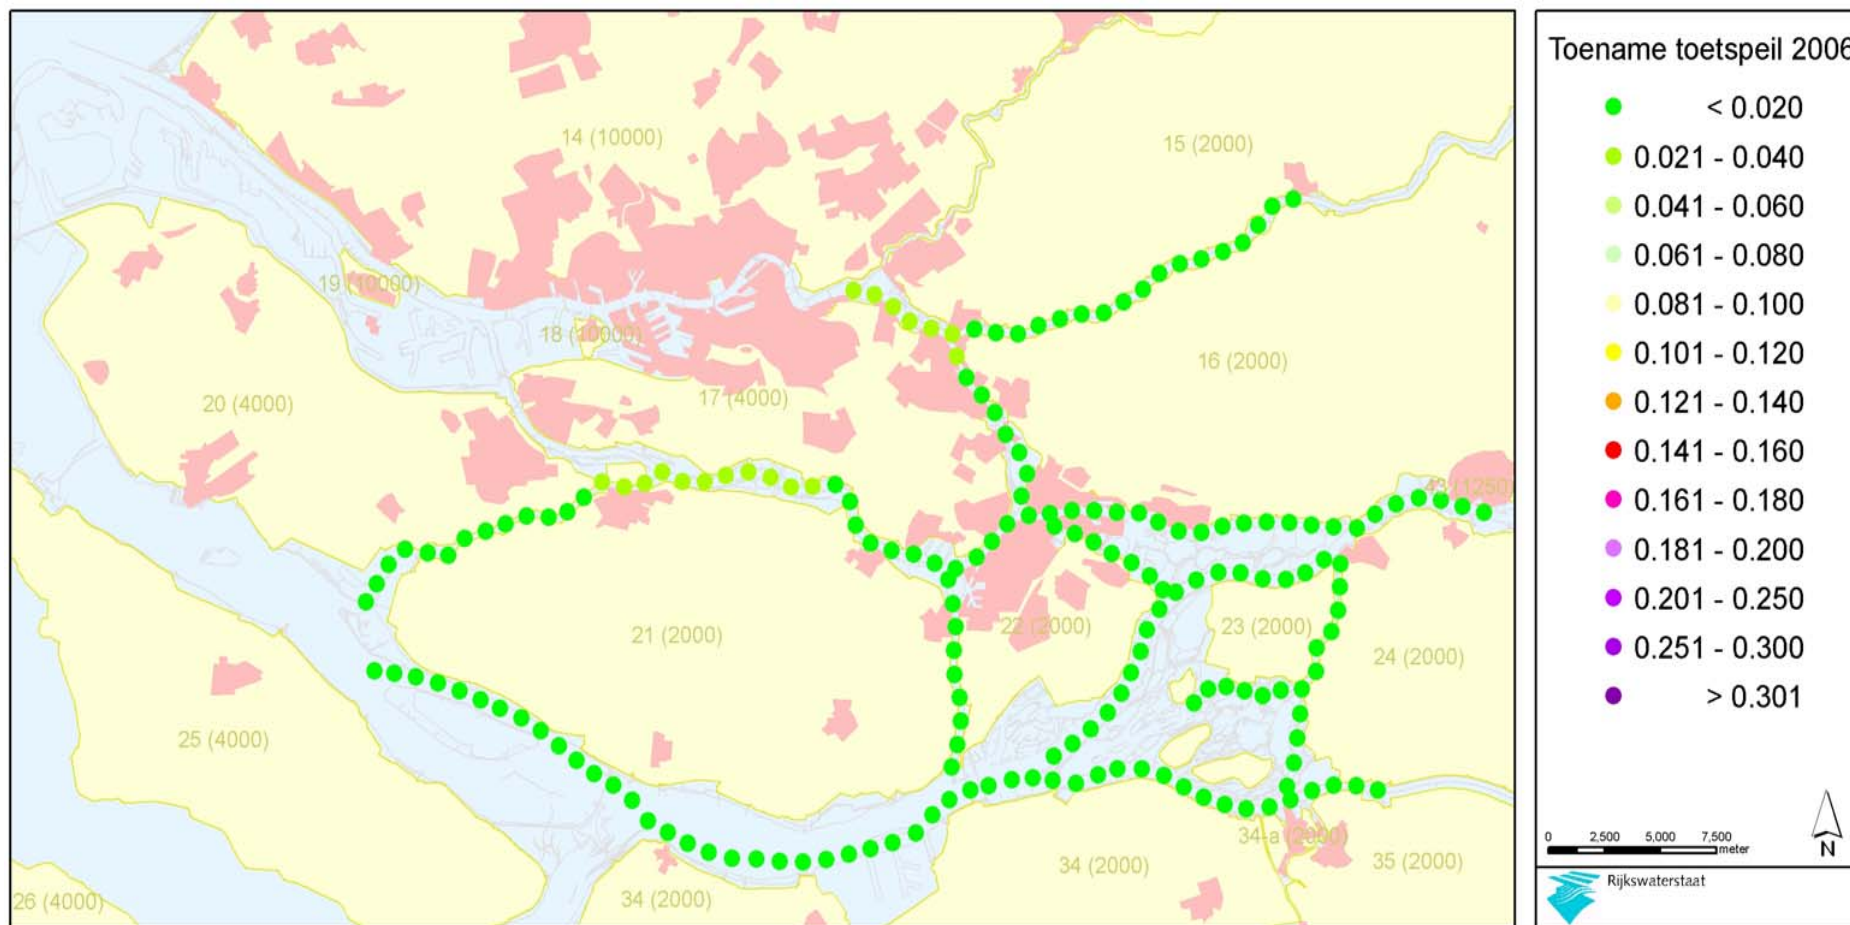 14 (10000)
15 (2000)
19 (10000)
18 (10000)
16 (2000)
20 (4000)
17 (4000)
43 (1250)
21 (2000)
22 (2000)
23 (2000)
24 (2000)
25 (4000)
34-a (2000)
34 (2000)
35 (2000)
34 (2000)
26 (4000)
Toename toetspeil 2006
< 0.020
0.021 - 0.040
0.041 - 0.060
0.061 - 0.080
0.081 - 0.100
0.101 - 0.120
0.121 - 0.140
0.141 - 0.160
0.161 - 0.180
0.181 - 0.200
0.201 - 0.250
0.251 - 0.300
> 0.301
0 2,500 5,000 7,500
meter
N
Rijkswaterstaat